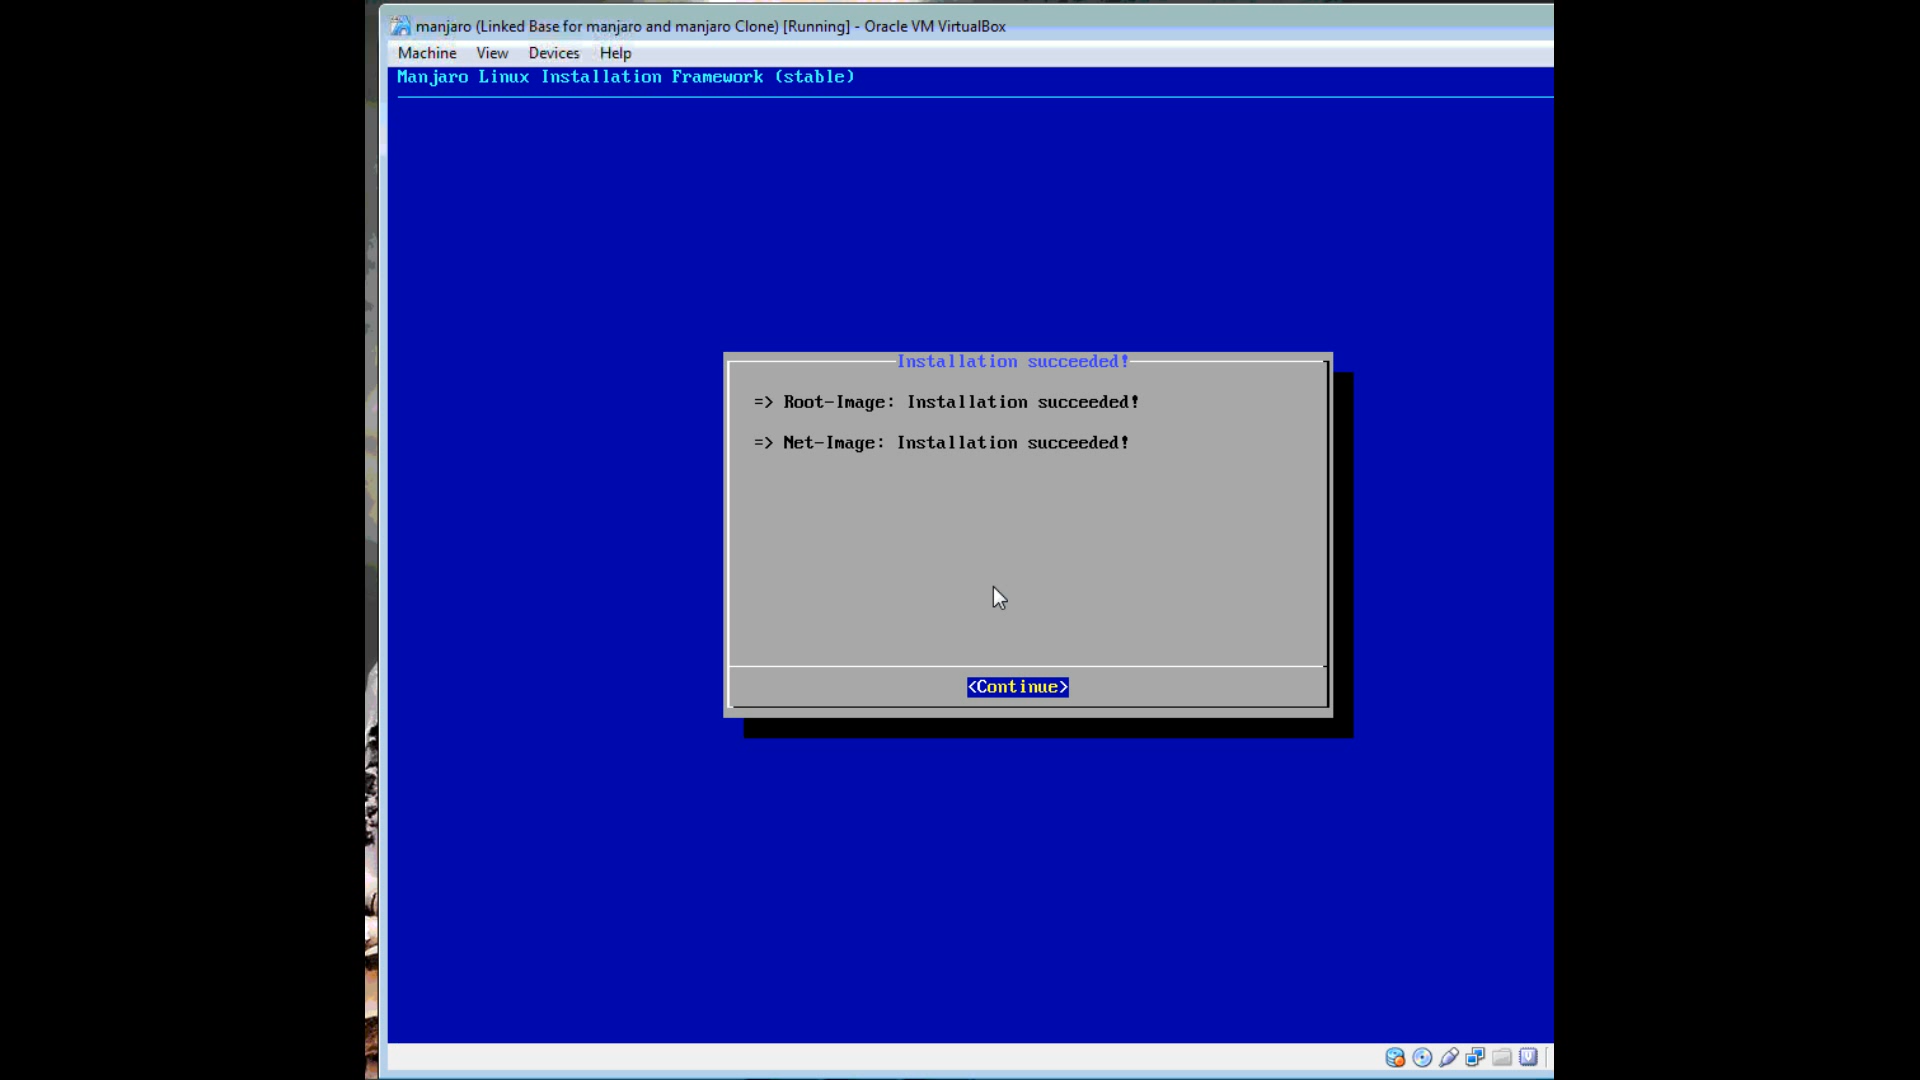 manjaro (Linked Base for manjaro and manjaro Clone) [Running] - Oracle VM VirtualBox
Machine View Devices Help
Manjaro Linux Installation Framework (stable)
Installation succeeded!
=> Root-Image: Installation succeeded!
=> Net-Image: Installation succeeded!
<Continue>